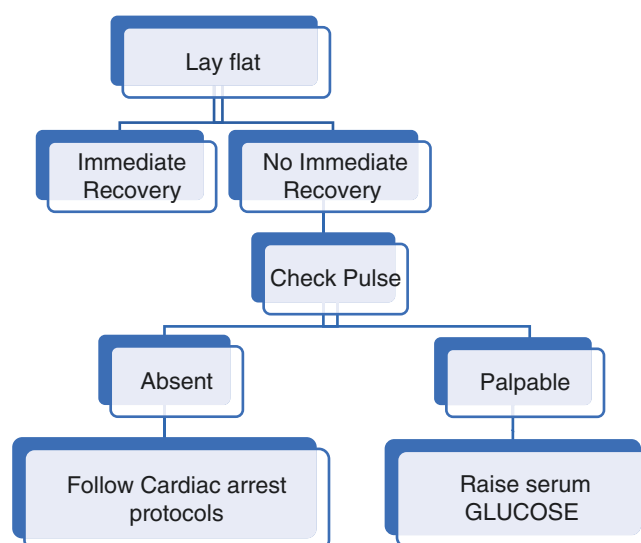 Lay flat
Immediate
Recovery
No Immediate
Recovery
Check Pulse
Absent
Palpable
Follow Cardiac arrest
protocols
Raise serum
GLUCOSE